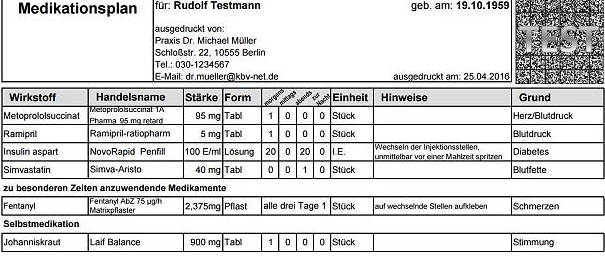 Medikationsplan
für: Rudolf Testmann
geb. am: 19.10.1959
ausgedruckt von:
Praxis Dr. Michael Müller
Schloßstr. 22, 10555 Berlin
Tel.: 030-1234567
E-Mail: dr.mueller@kbv-net.de
ausgedruckt am: 25.04.2016
TEST
Wirkstoff Handelsname Stärke Form morgens mittags abends zur Nacht Einheit Hinweise Grund
Metoprololsuccinat Metoprololsuccinat 1A Pharma 95 mg retard 95 mg Tabl 1 0 0 0 Stück Herz/Blutdruck
Ramipril Ramipril-ratiopharm 5 mg Tabl 1 0 0 0 Stück Blutdruck
Insulin aspart NovoRapid Penfill 100 E/ml Lösung 20 0 20 0 I.E. Wechseln der Injektionsstellen, unmittelbar vor einer Mahlzeit spritzen Diabetes
Simvastatin Simva-Aristo 40 mg Tabl 0 0 1 0 Stück Blutfette
zu besonderen Zeiten anzuwendende Medikamente
Fentanyl Fentanyl AbZ 75 µg/h Matrixpflaster 2,375mg Pflast alle drei Tage 1 Stück auf wechselnde Stellen aufkleben Schmerzen
Selbstmedikation
Johanniskraut Laif Balance 900 mg Tabl 1 0 0 0 Stück Stimmung